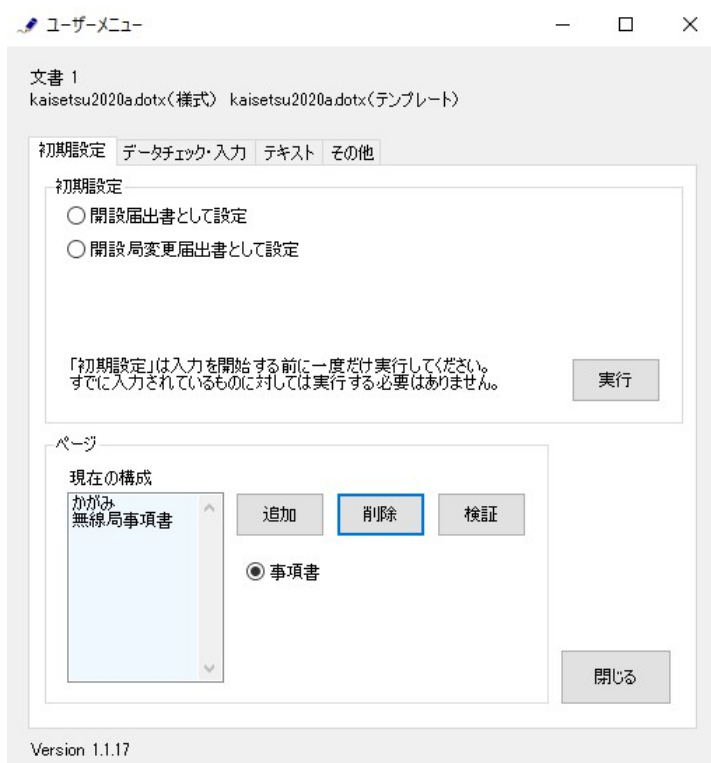 ユーザーメニュー
文書 1
kaisetsu2020a.dotx(様式) kaisetsu2020a.dotx(テンプレート)
初期設定 データチェック・入力 テキスト その他
初期設定
開設届出書として設定
開設局変更届出書として設定
「初期設定」は入力を開始する前に一度だけ実行してください。
すでに入力されているものに対しては実行する必要はありません。
実行
ページ
現在の構成
かがみ
無線局事項書
追加 削除 検証
事項書
閉じる
Version 1.1.17